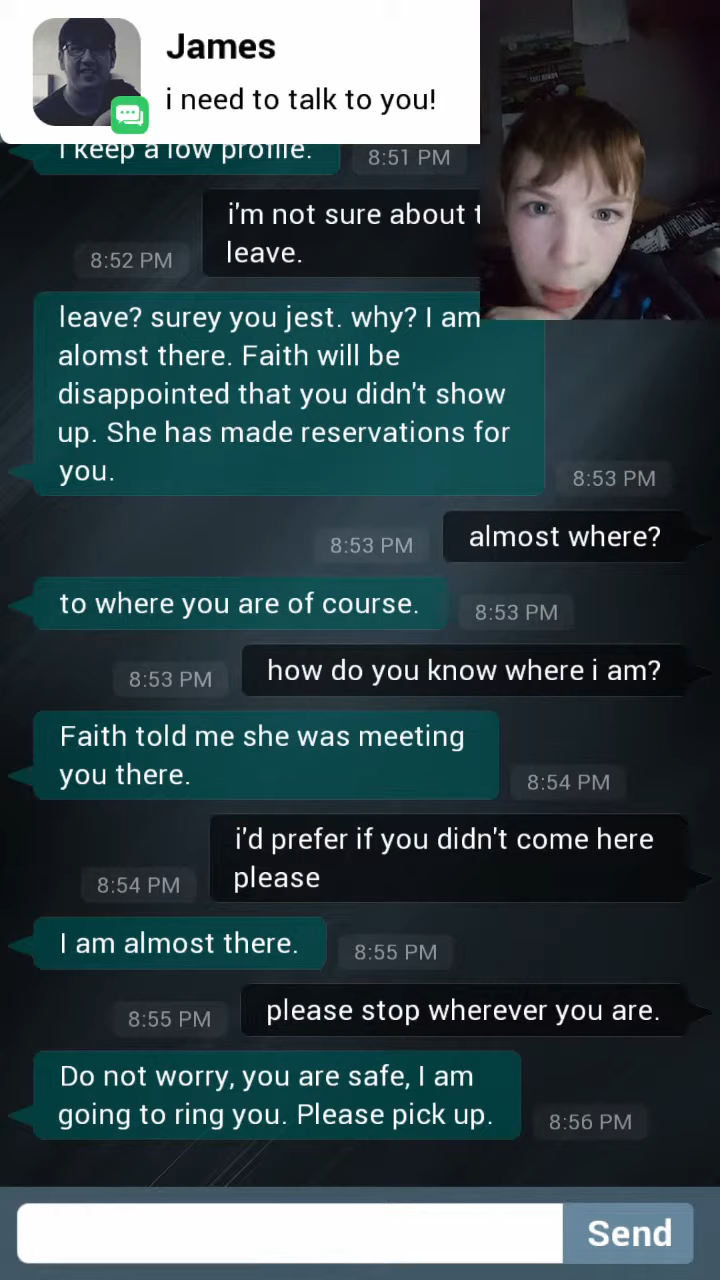 James
i need to talk to you!
I keep a low profile.
8:51 PM
i'm not sure about
leave.
8:52 PM
leave? surey you jest. why? I am
alomst there. Faith will be
disappointed that you didn't show
up. She has made reservations for
you.
8:53 PM
almost where?
8:53 PM
to where you are of course.
8:53 PM
how do you know where i am?
8:53 PM
Faith told me she was meeting
you there.
8:54 PM
i'd prefer if you didn't come here
please
8:54 PM
I am almost there.
8:55 PM
please stop wherever you are.
8:55 PM
Do not worry, you are safe, I am
going to ring you. Please pick up.
8:56 PM
Send